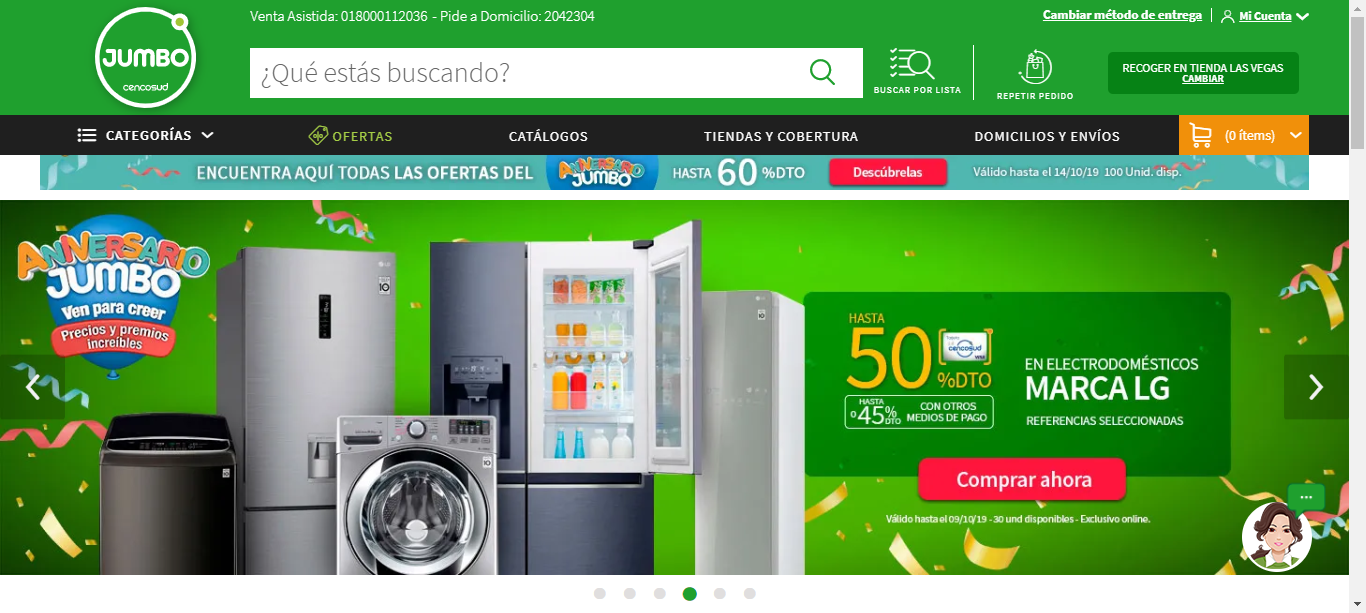 Venta Asistida: 018000112036 - Pide a Domicilio: 2042304
Cambiar método de entrega
Mi Cuenta
JUMBO
cencosud
¿Qué estás buscando?
BUSCAR POR LISTA
REPETIR PEDIDO
RECOGER EN TIENDA LAS VEGAS
CAMBIAR
CATEGORÍAS
OFERTAS
CATÁLOGOS
TIENDAS Y COBERTURA
DOMICILIOS Y ENVÍOS
(0 ítems)
ENCUENTRA AQUÍ TODAS LAS OFERTAS DEL
ANIVERSARIO
JUMBO
HASTA 60 %DTO
Descúbrelas
Válido hasta el 14/10/19 100 Unid. disp.
ANIVERSARIO
JUMBO
Ven para creer
Precios y premios
increíbles
HASTA
50 %DTO
cencosud
EN ELECTRODOMÉSTICOS
MARCA LG
REFERENCIAS SELECCIONADAS
HASTA
O 45% DTO
CON OTROS
MEDIOS DE PAGO
Comprar ahora
Válido hasta el 09/10/19 - 30 und disponibles - Exclusivo online.